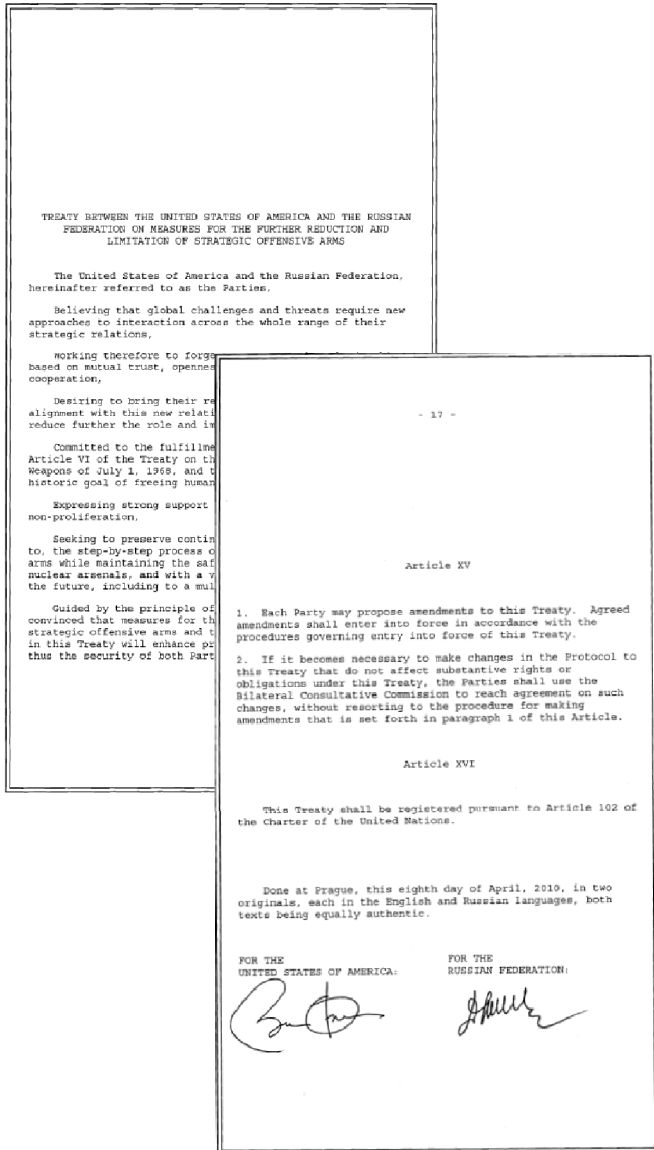 TREATY BETWEEN THE UNITED STATES OF AMERICA AND THE RUSSIAN
FEDERATION ON MEASURES FOR THE FURTHER REDUCTION AND
LIMITATION OF STRATEGIC OFFENSIVE ARMS
The United States of America and the Russian Federation,
hereinafter referred to as the Parties,
Believing that global challenges and threats require new
approaches to interaction across the whole range of their
strategic relations,
Working therefore to forge
based on mutual trust, opennes
cooperation,
Desiring to bring their re
alignment with this new relati
reduce further the role and im
Committed to the fulfillme
Article VI of the Treaty on th
Weapons of July 1, 1968, and t
historic goal of freeing human
Expressing strong support
non-proliferation,
Seeking to preserve contin
to, the step-by-step process o
arms while maintaining the saf
nuclear arsenals, and with a v
the future, including to a mul
Guided by the principle of
convinced that measures for th
strategic offensive arms and t
in this Treaty will enhance pr
thus the security of both Part
- 17 -
Article XV
1. Each Party may propose amendments to this Treaty. Agreed
amendments shall enter into force in accordance with the
procedures governing entry into force of this Treaty.
2. If it becomes necessary to make changes in the Protocol to
this Treaty that do not affect substantive rights or
obligations under this Treaty, the Parties shall use the
Bilateral Consultative Commission to reach agreement on such
changes, without resorting to the procedure for making
amendments that is set forth in paragraph 1 of this Article.
Article XVI
This Treaty shall be registered pursuant to Article 102 of
the Charter of the United Nations.
Done at Prague, this eighth day of April, 2010, in two
originals, each in the English and Russian languages, both
texts being equally authentic.
FOR THE
UNITED STATES OF AMERICA:
FOR THE
RUSSIAN FEDERATION: